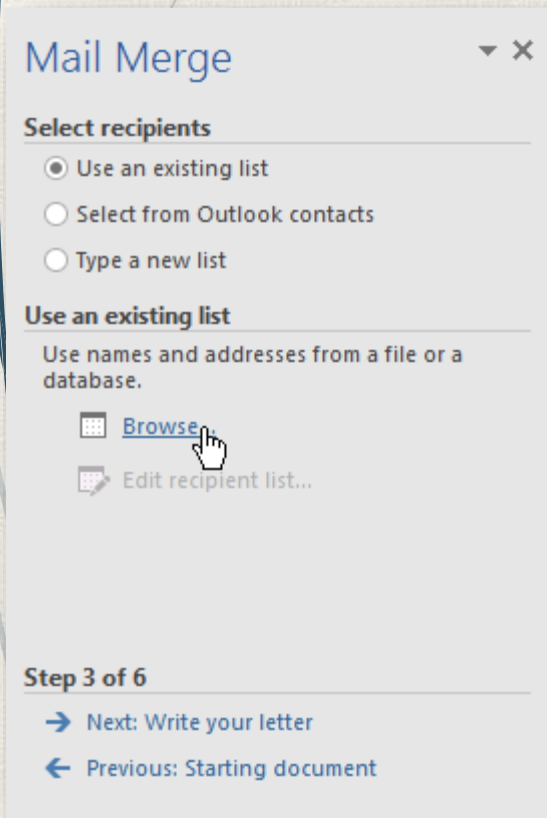 Mail Merge
Select recipients
Use an existing list
Select from Outlook contacts
Type a new list
Use an existing list
Use names and addresses from a file or a
database.
Browse...
Edit recipient list...
Step 3 of 6
Next: Write your letter
Previous: Starting document